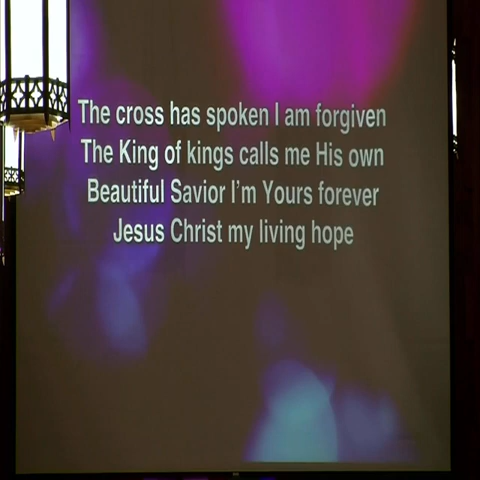 The cross has spoken I am forgiven
The King of kings calls me His own
Beautiful Savior I'm Yours forever
Jesus Christ my living hope